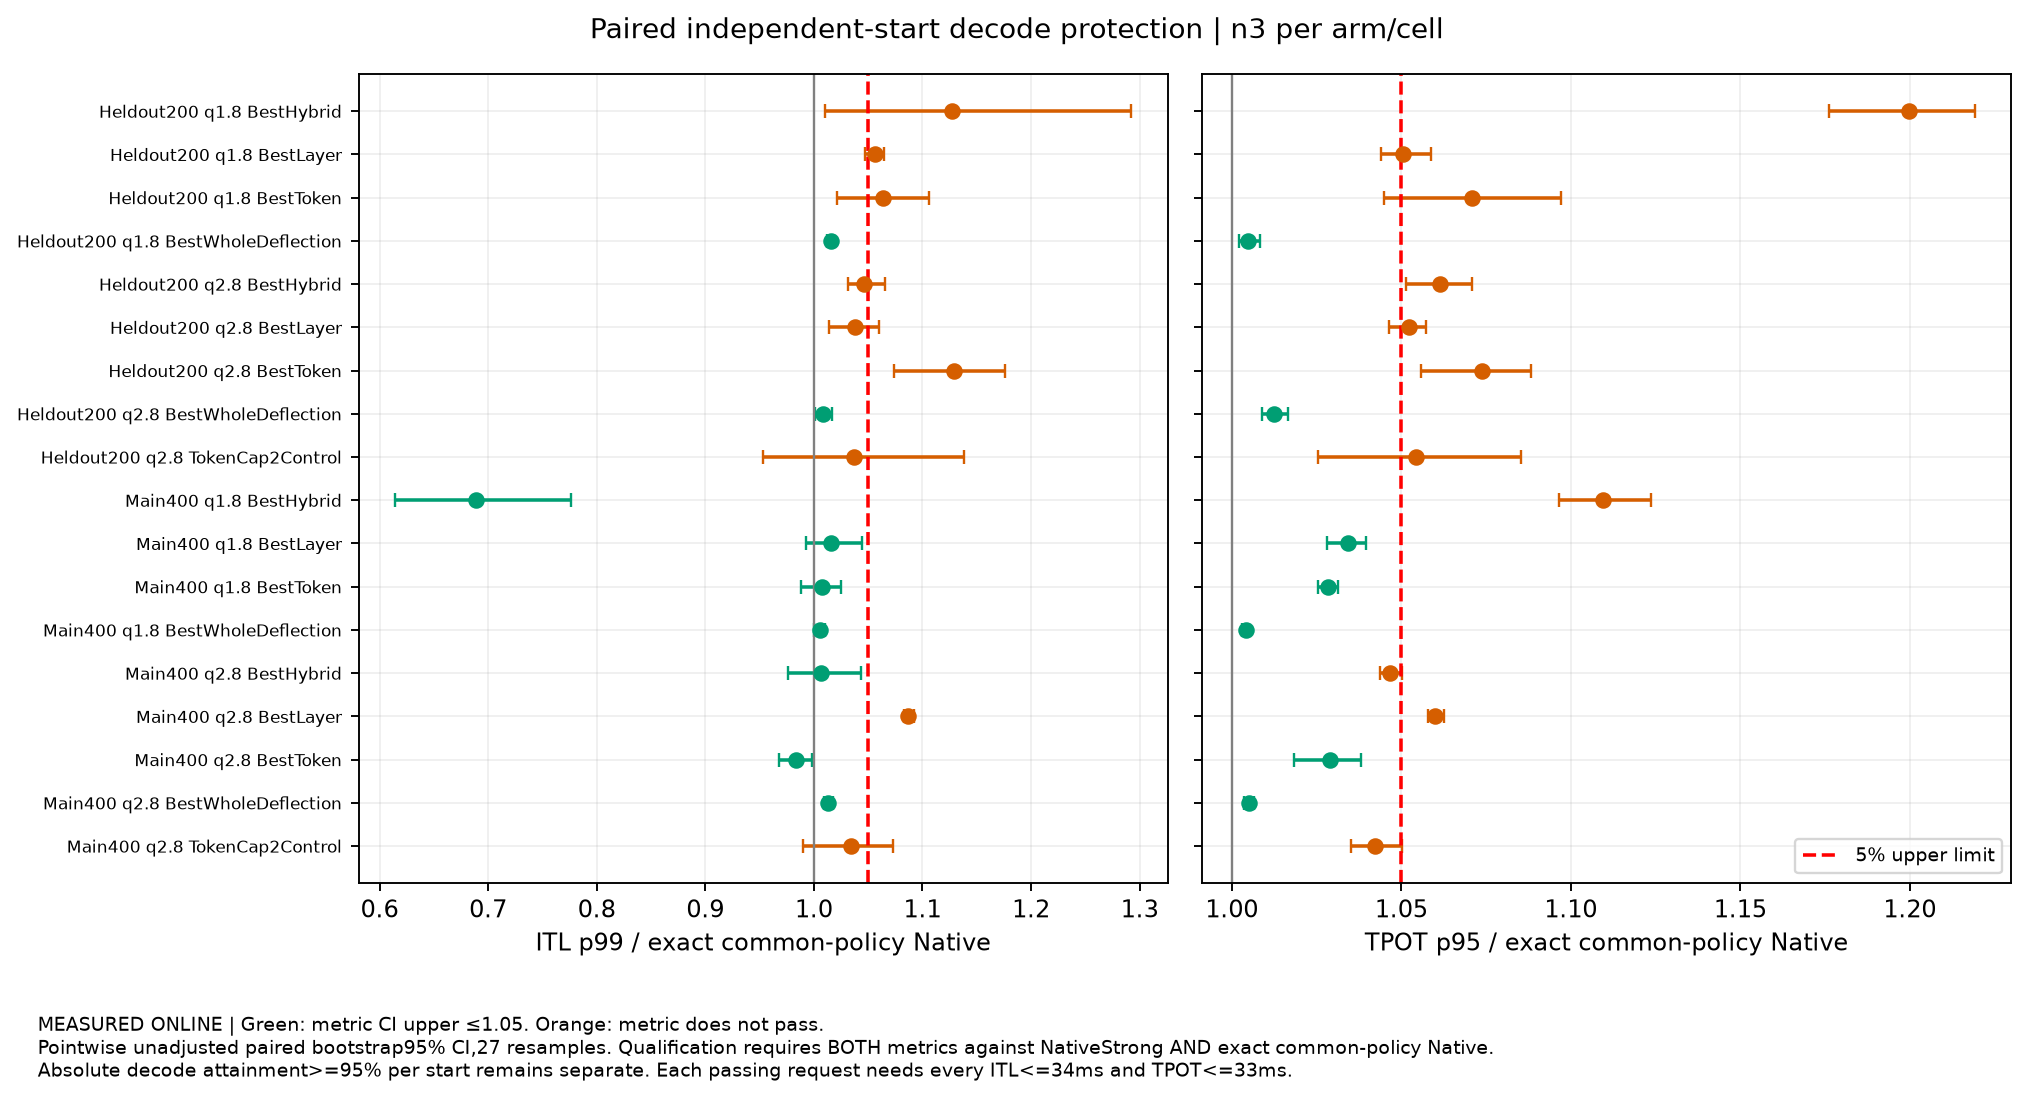 Paired independent-start decode protection | n3 per arm/cell
Heldout200 q1.8 BestHybrid
Heldout200 q1.8 BestLayer
Heldout200 q1.8 BestToken
Heldout200 q1.8 BestWholeDeflection
Heldout200 q2.8 BestHybrid
Heldout200 q2.8 BestLayer
Heldout200 q2.8 BestToken
Heldout200 q2.8 BestWholeDeflection
Heldout200 q2.8 TokenCap2Control
Main400 q1.8 BestHybrid
Main400 q1.8 BestLayer
Main400 q1.8 BestToken
Main400 q1.8 BestWholeDeflection
Main400 q2.8 BestHybrid
Main400 q2.8 BestLayer
Main400 q2.8 BestToken
Main400 q2.8 BestWholeDeflection
Main400 q2.8 TokenCap2Control
0.6 0.7 0.8 0.9 1.0 1.1 1.2 1.3
ITL p99 / exact common-policy Native
5% upper limit
1.00 1.05 1.10 1.15 1.20
TPOT p95 / exact common-policy Native
MEASURED ONLINE | Green: metric CI upper ≤1.05. Orange: metric does not pass.
Pointwise unadjusted paired bootstrap95% CI,27 resamples. Qualification requires BOTH metrics against NativeStrong AND exact common-policy Native.
Absolute decode attainment>=95% per start remains separate. Each passing request needs every ITL<=34ms and TPOT<=33ms.